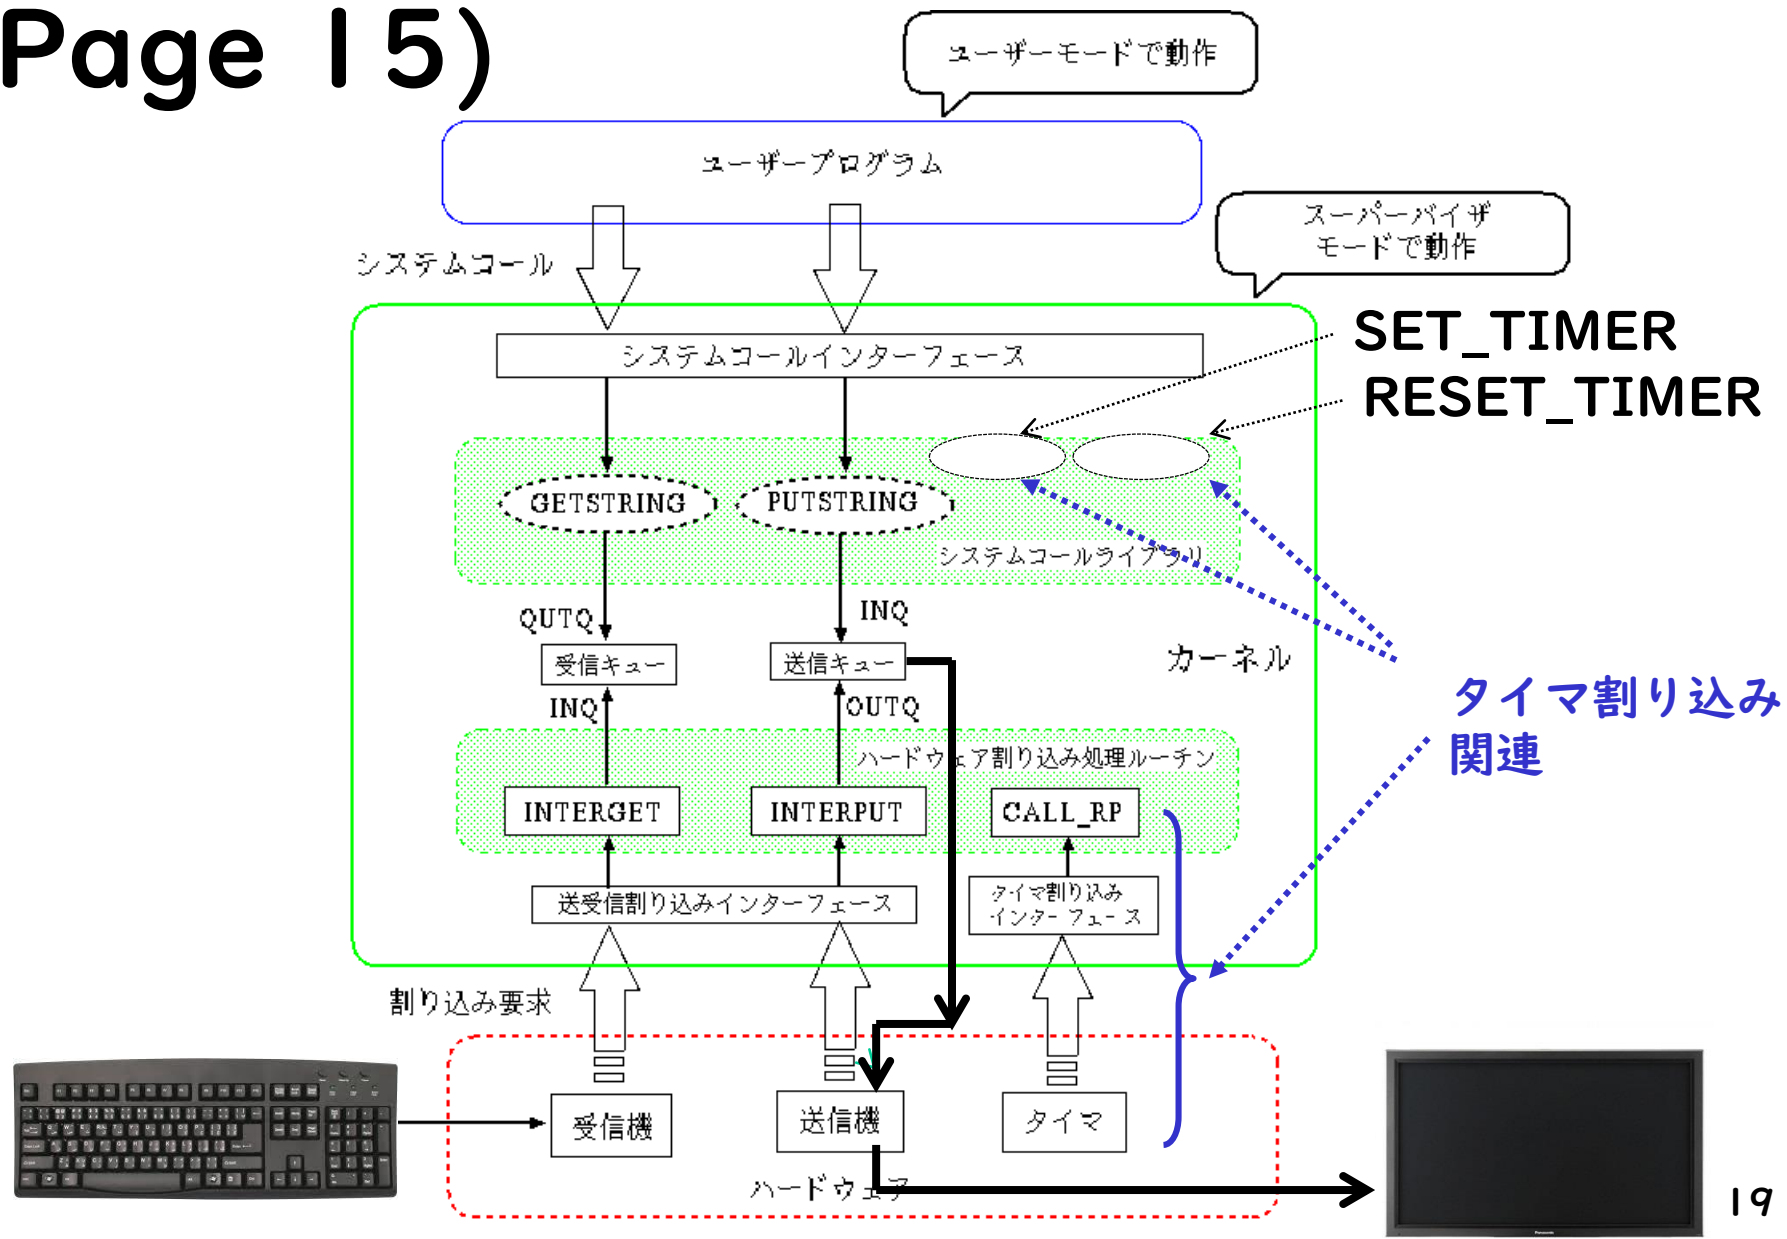 Page 15)
ユーザーモードで動作
ユーザープログラム
スーパーバイザ
モードで動作
システムコール
SET_TIMER
RESET_TIMER
システムコールインターフェース
GETSTRING
PUTSTRING
システムコールライブラリ
QUTQ
INQ
受信キュー
送信キュー
カーネル
INQ
OUTQ
タイマ割り込み
関連
ハードウェア割り込み処理ルーチン
INTERGET
INTERPUT
CALL_RP
送受信割り込みインターフェース
タイマ割り込み
インターフェース
割り込み要求
受信機
送信機
タイマ
ハードウェア
19